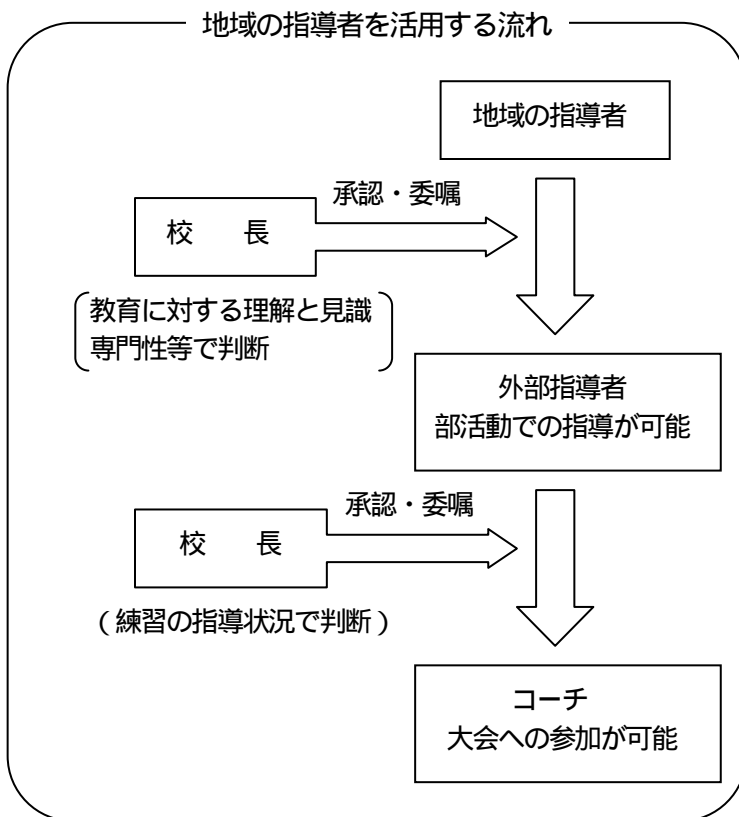 地域の指導者を活用する流れ
地域の指導者
承認・委嘱
校　　長
教育に対する理解と見識
専門性等で判断
外部指導者
部活動での指導が可能
承認・委嘱
校　　長
（練習の指導状況で判断）
コーチ
大会への参加が可能